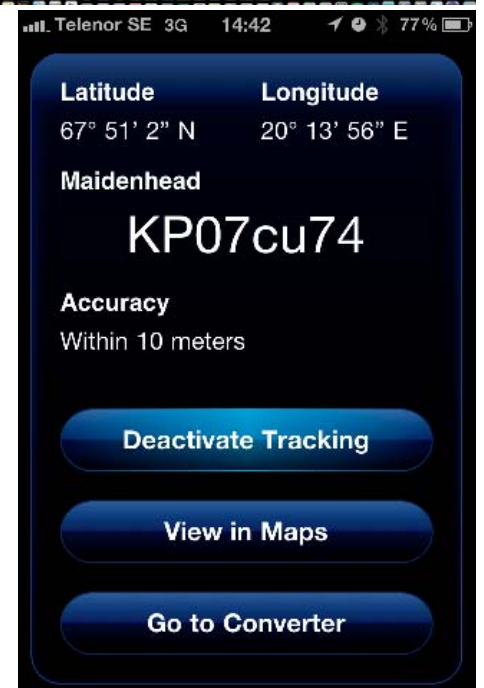 Telenor SE 3G 14:42 77%
Latitude Longitude
67° 51’ 2” N 20° 13’ 56” E
Maidenhead
KP07cu74
Accuracy
Within 10 meters
Deactivate Tracking
View in Maps
Go to Converter